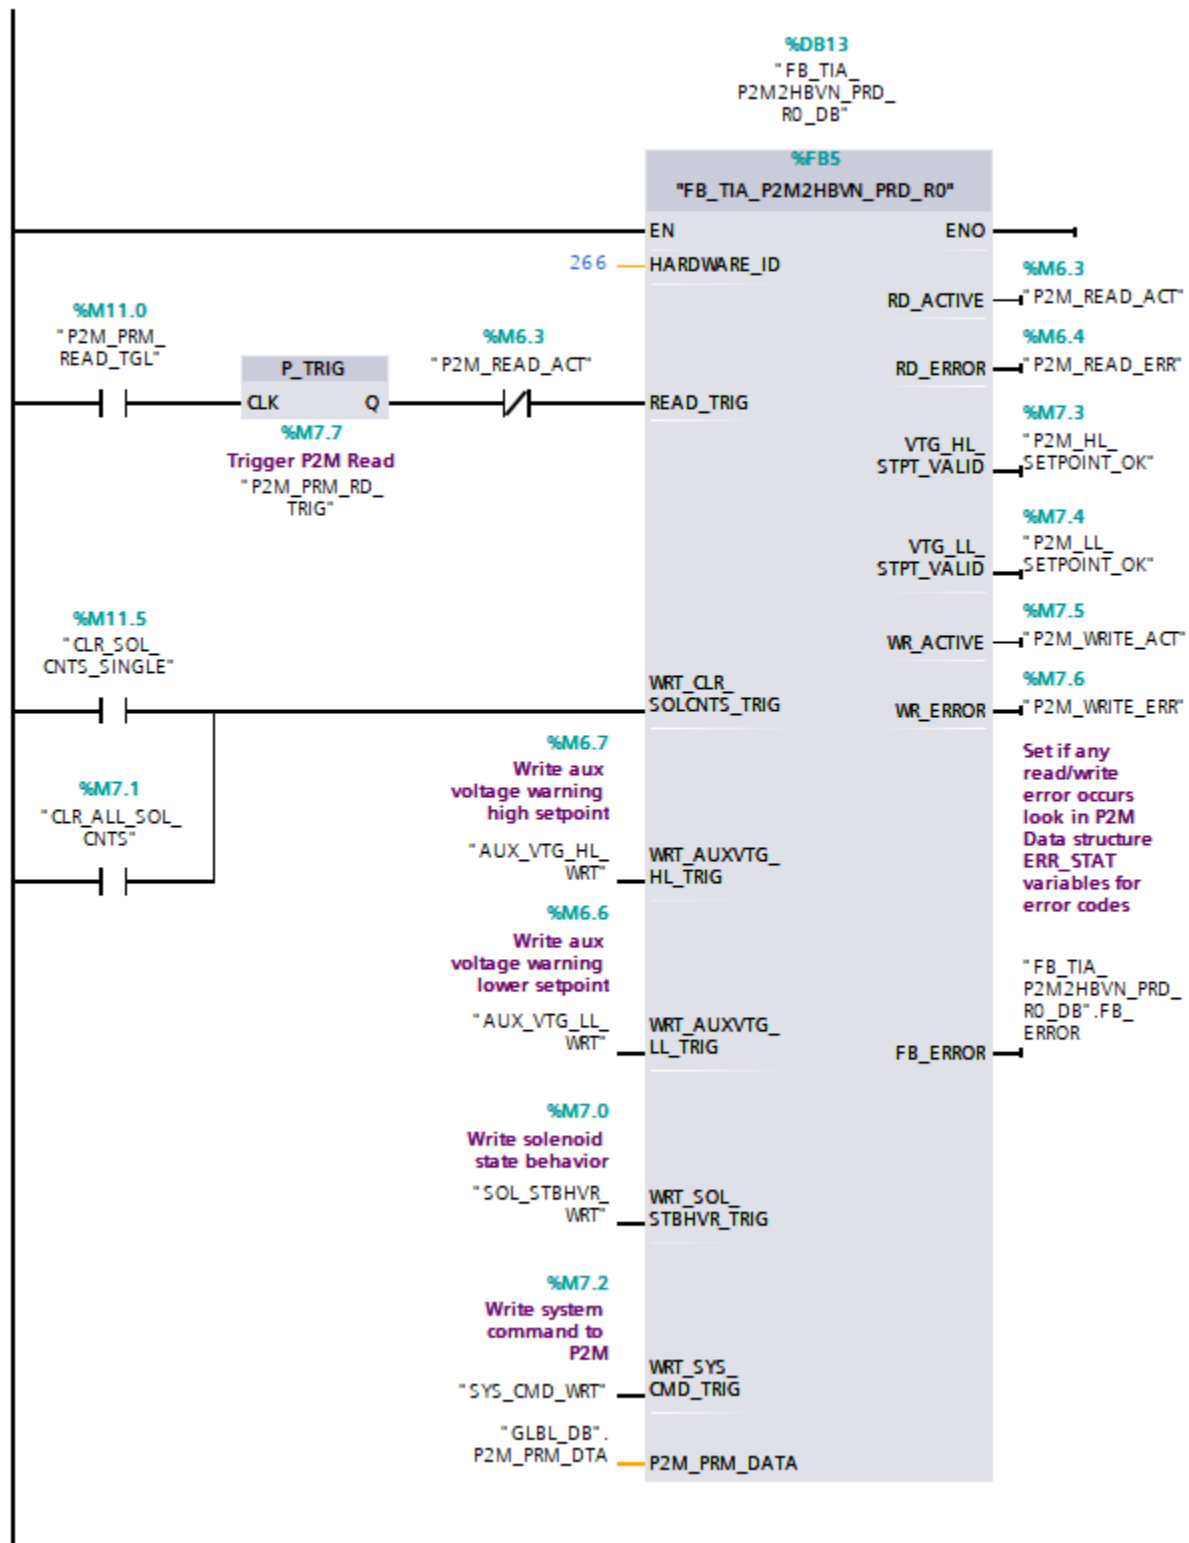 %DB13
"FB_TIA_
P2M2HBVN_PRD_
R0_DB"
%FB5
"FB_TIA_P2M2HBVN_PRD_R0"
EN
ENO
266
HARDWARE_ID
%M6.3
RD_ACTIVE
"P2M_READ_ACT"
%M11.0
"P2M_PRM_
READ_TGL"
P_TRIG
CLK
Q
%M7.7
Trigger P2M Read
"P2M_PRM_RD_
TRIG"
%M6.3
"P2M_READ_ACT"
READ_TRIG
%M6.4
RD_ERROR
"P2M_READ_ERR"
%M7.3
VTG_HL_
STPT_VALID
"P2M_HL_
SETPOINT_OK"
%M7.4
VTG_LL_
STPT_VALID
"P2M_LL_
SETPOINT_OK"
%M7.5
WR_ACTIVE
"P2M_WRITE_ACT"
%M11.5
"CLR_SOL_
CNTS_SINGLE"
WRT_CLR_
SOLCNTS_TRIG
%M7.6
WR_ERROR
"P2M_WRITE_ERR"
Set if any
read/write
error occurs
look in P2M
Data structure
ERR_STAT
variables for
error codes
%M7.1
"CLR_ALL_SOL_
CNTS"
%M6.7
Write aux
voltage warning
high setpoint
"AUX_VTG_HL_
WRT"
WRT_AUXVTG_
HL_TRIG
%M6.6
Write aux
voltage warning
lower setpoint
"AUX_VTG_LL_
WRT"
WRT_AUXVTG_
LL_TRIG
"FB_TIA_
P2M2HBVN_PRD_
R0_DB".FB_
ERROR
FB_ERROR
%M7.0
Write solenoid
state behavior
"SOL_STBHVR_
WRT"
WRT_SOL_
STBHVR_TRIG
%M7.2
Write system
command to
P2M
"SYS_CMD_WRT"
WRT_SYS_
CMD_TRIG
"GLBL_DB".
P2M_PRM_DTA
P2M_PRM_DATA